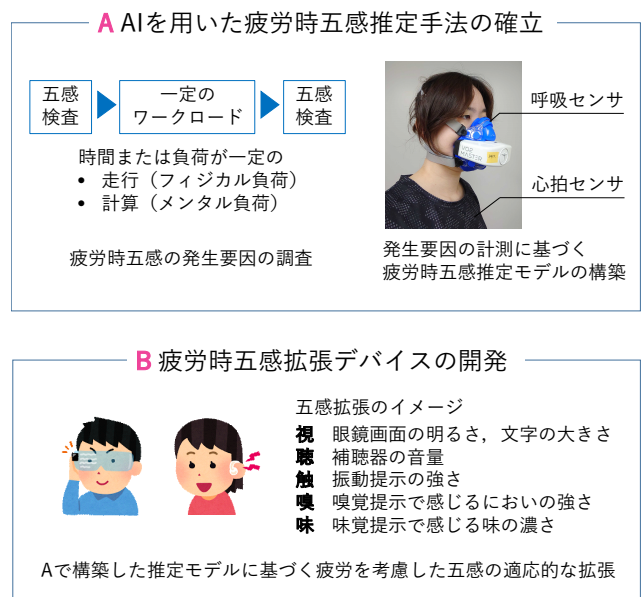 A AIを用いた疲労時五感推定手法の確立
五感
検査
一定の
ワークロード
五感
検査
時間または負荷が一定の
• 走行（フィジカル負荷）
• 計算（メンタル負荷）
疲労時五感の発生要因の調査
呼吸センサ
VO2
MASTER
心拍センサ
発生要因の計測に基づく
疲労時五感推定モデルの構築
B 疲労時五感拡張デバイスの開発
五感拡張のイメージ
視 眼鏡画面の明るさ，文字の大きさ
聴 補聴器の音量
触 振動提示の強さ
嗅 嗅覚提示で感じるにおいの強さ
味 味覚提示で感じる味の濃さ
Aで構築した推定モデルに基づく疲労を考慮した五感の適応的な拡張